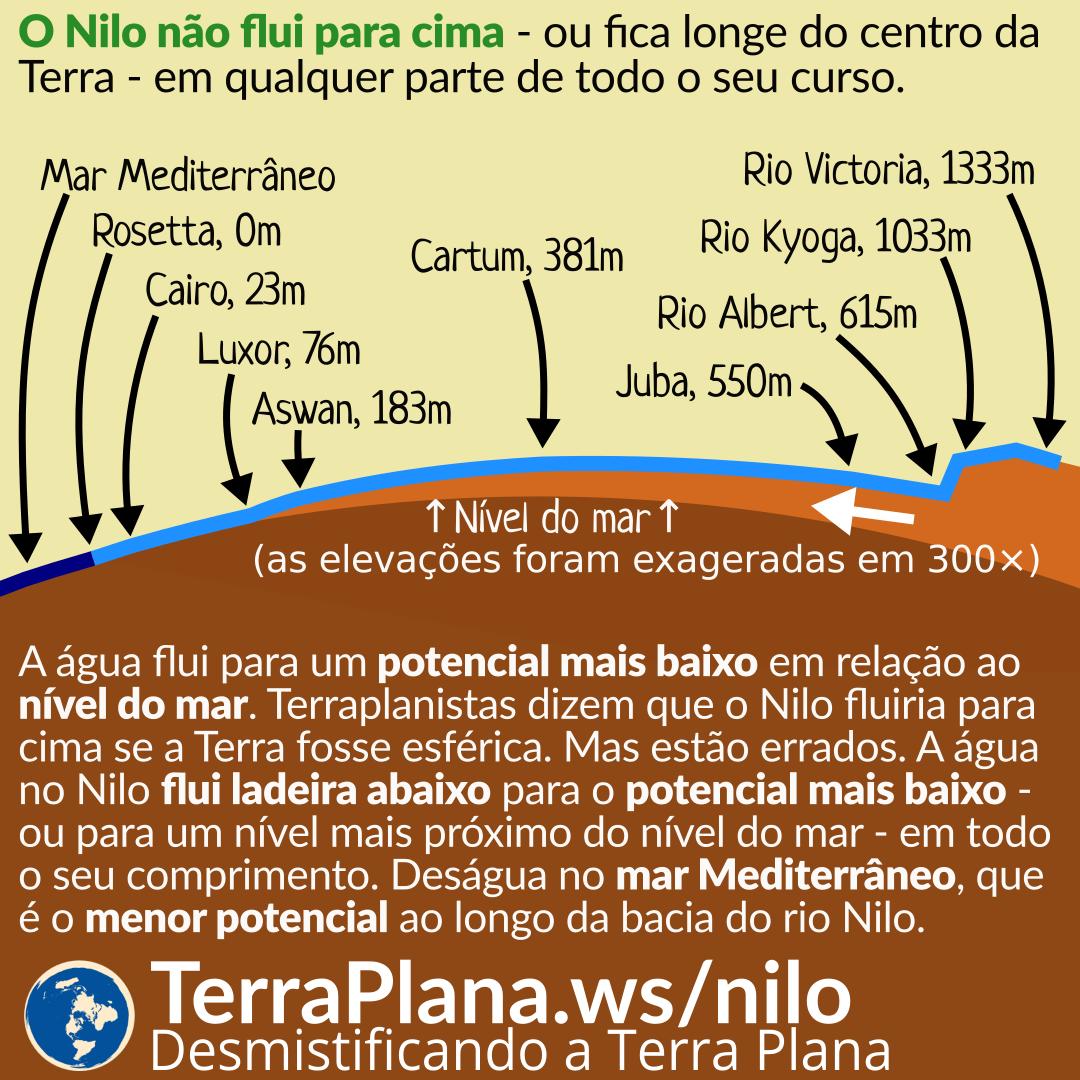 O Nilo não flui para cima - ou fica longe do centro da
Terra - em qualquer parte de todo o seu curso.
Mar Mediterrâneo
Rosetta, 0m
Cairo, 23m
Luxor, 76m
Aswan, 183m
Cartum, 381m
Rio Victoria, 1333m
Rio Kyoga, 1033m
Rio Albert, 615m
Juba, 550m
↑Nível do mar↑
(as elevações foram exageradas em 300×)
A água flui para um potencial mais baixo em relação ao
nível do mar. Terraplanistas dizem que o Nilo fluiria para
cima se a Terra fosse esférica. Mas estão errados. A água
no Nilo flui ladeira abaixo para o potencial mais baixo -
ou para um nível mais próximo do nível do mar - em todo
o seu comprimento. Deságua no mar Mediterrâneo, que
é o menor potencial ao longo da bacia do rio Nilo.
TerraPlana.ws/nilo
Desmistificando a Terra Plana